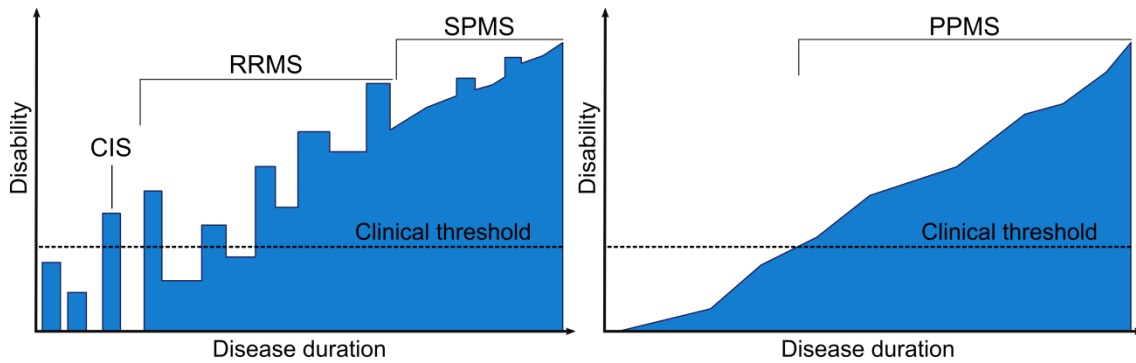 SPMS
RRMS
CIS
Clinical threshold
Disability
Disease duration
PPMS
Clinical threshold
Disability
Disease duration